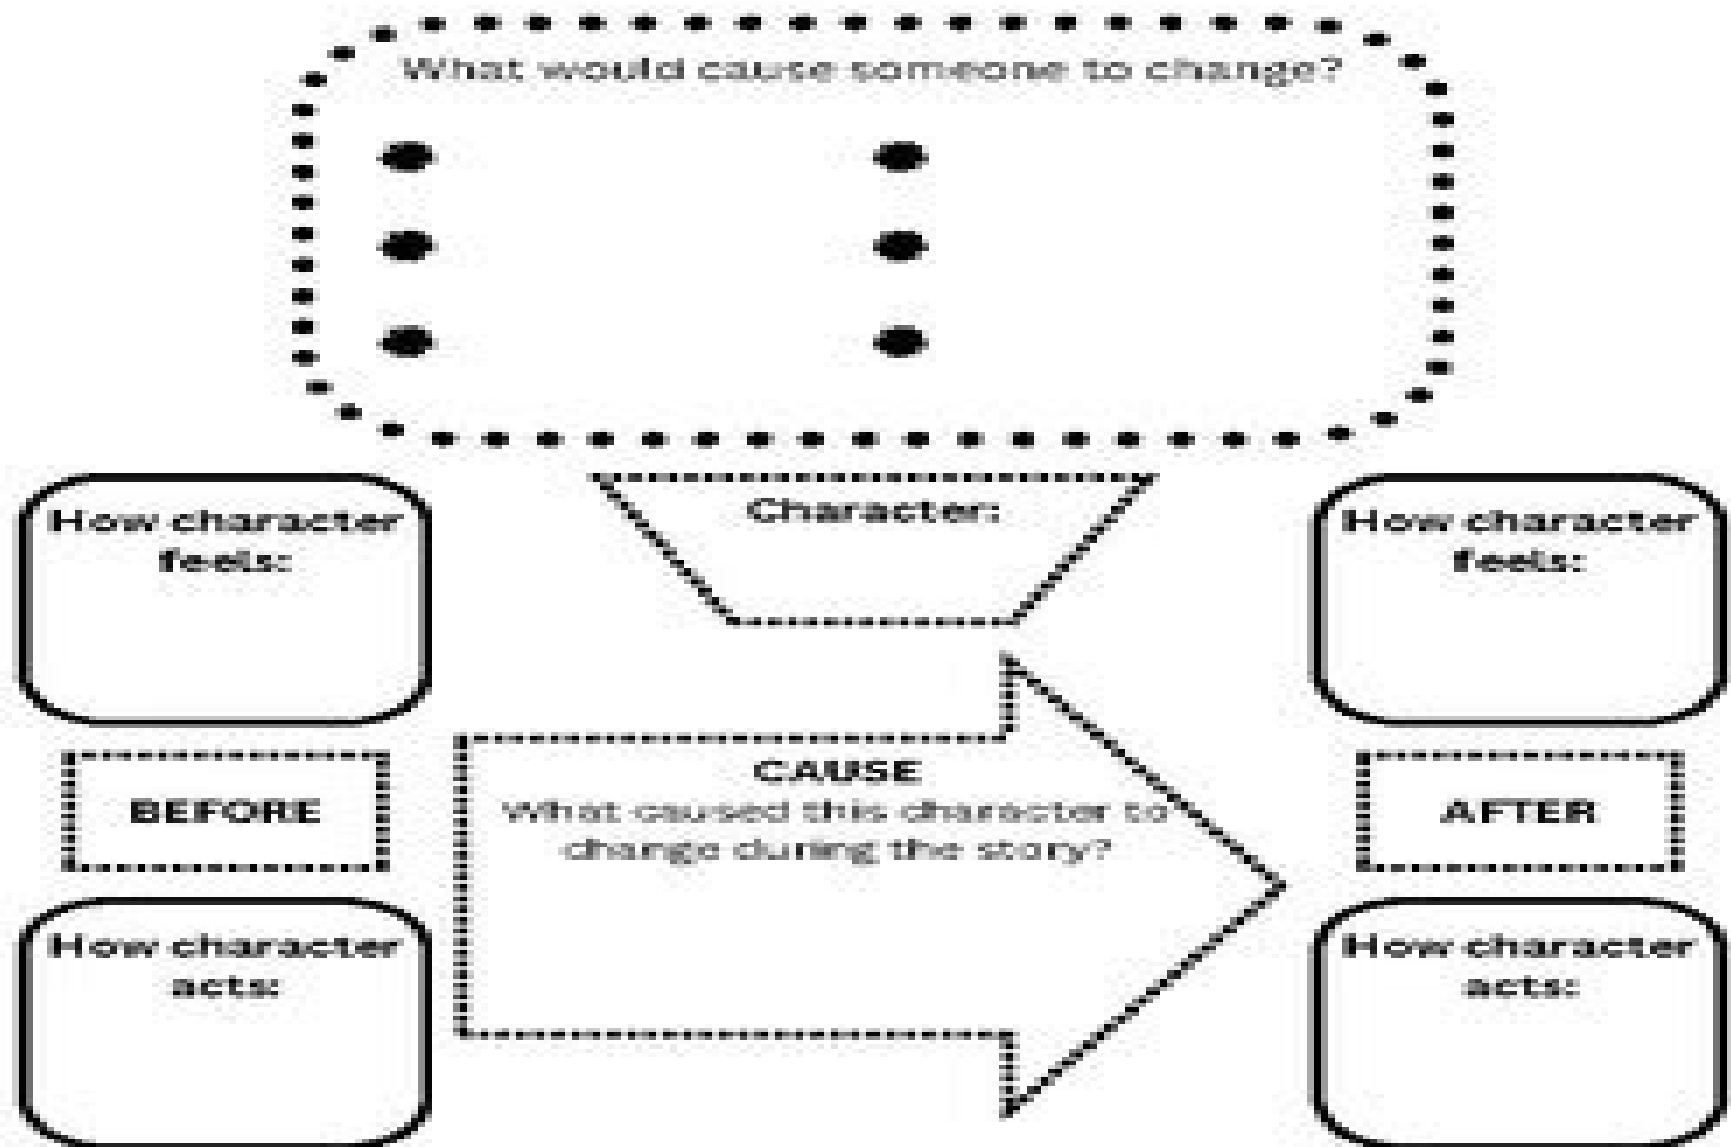 What would cause someone to change?
How character
feels:
Character:
How character
feels:
BEFORE
CAUSE
What caused this character to
change during the story?
AFTER
How character
acts:
How character
acts: